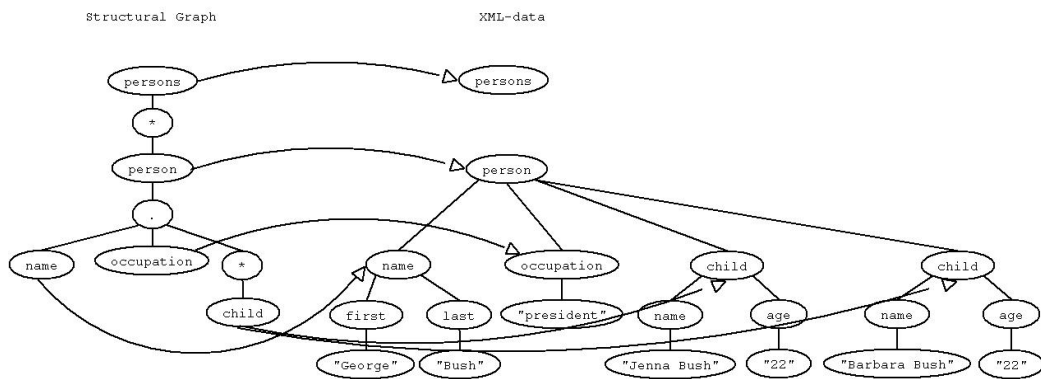 Structural Graph XML-data
persons persons
*
person person
.
name occupation * name occupation child child
child first last "president" name age name age
"George" "Bush" "Jenna Bush" "22" "Barbara Bush" "22"